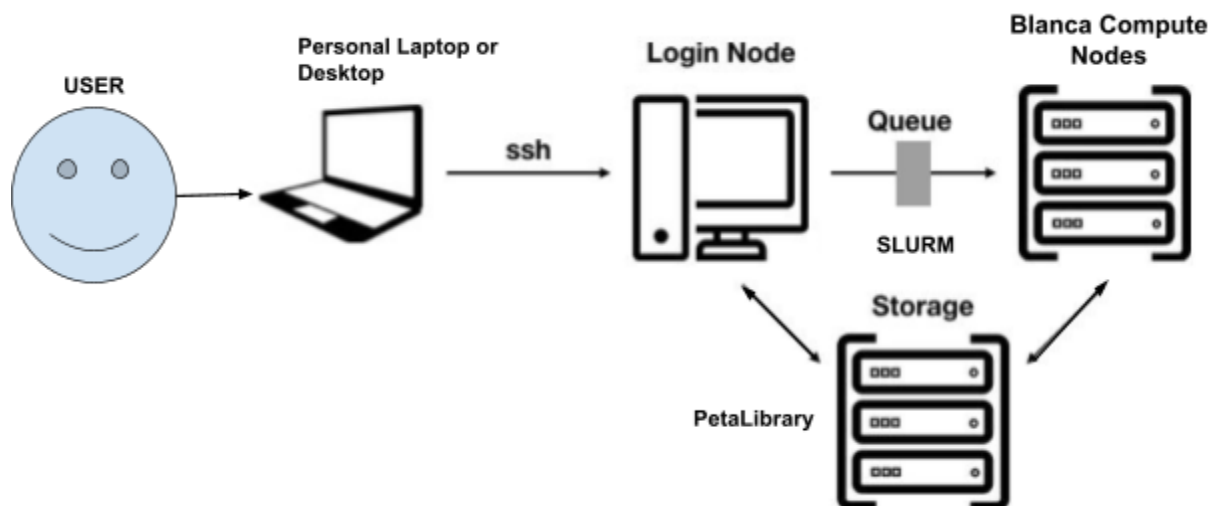 USER
Personal Laptop or
Desktop
ssh
Login Node
Queue
SLURM
Blanca Compute
Nodes
Storage
PetaLibrary